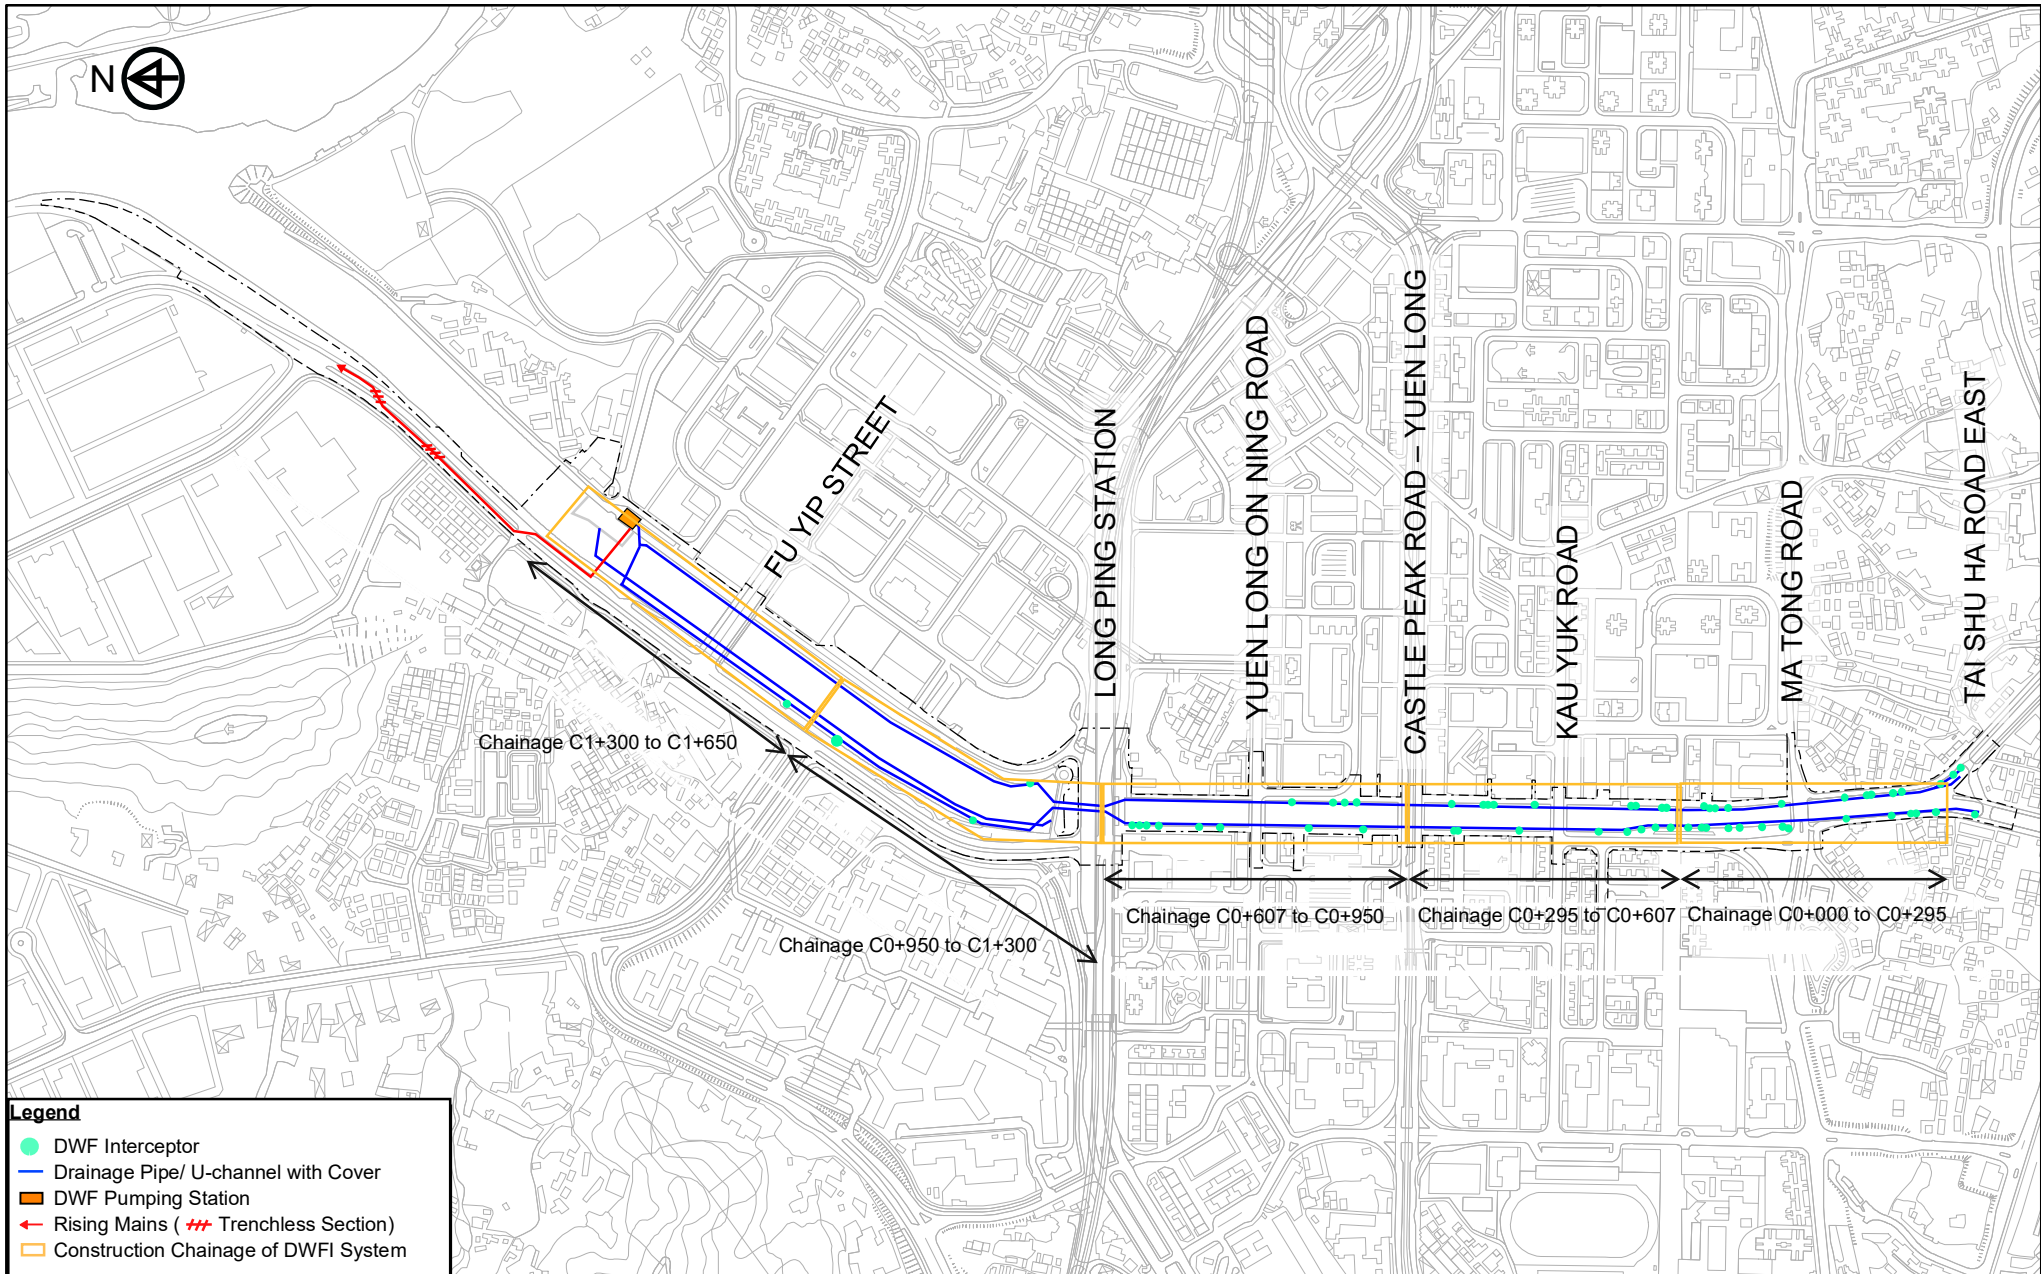 N
FU YIP STREET
LONG PING STATION
YUEN LONG ON NING ROAD
CASTLE PEAK ROAD – YUEN LONG
KAU YUK ROAD
MA TONG ROAD
TAI SHU HA ROAD EAST
Chainage C1+300 to C1+650
Chainage C0+950 to C1+300
Chainage C0+607 to C0+950
Chainage C0+295 to C0+607
Chainage C0+000 to C0+295
Legend
DWF Interceptor
Drainage Pipe/ U-channel with Cover
DWF Pumping Station
Rising Mains ( Trenchless Section)
Construction Chainage of DWFI System